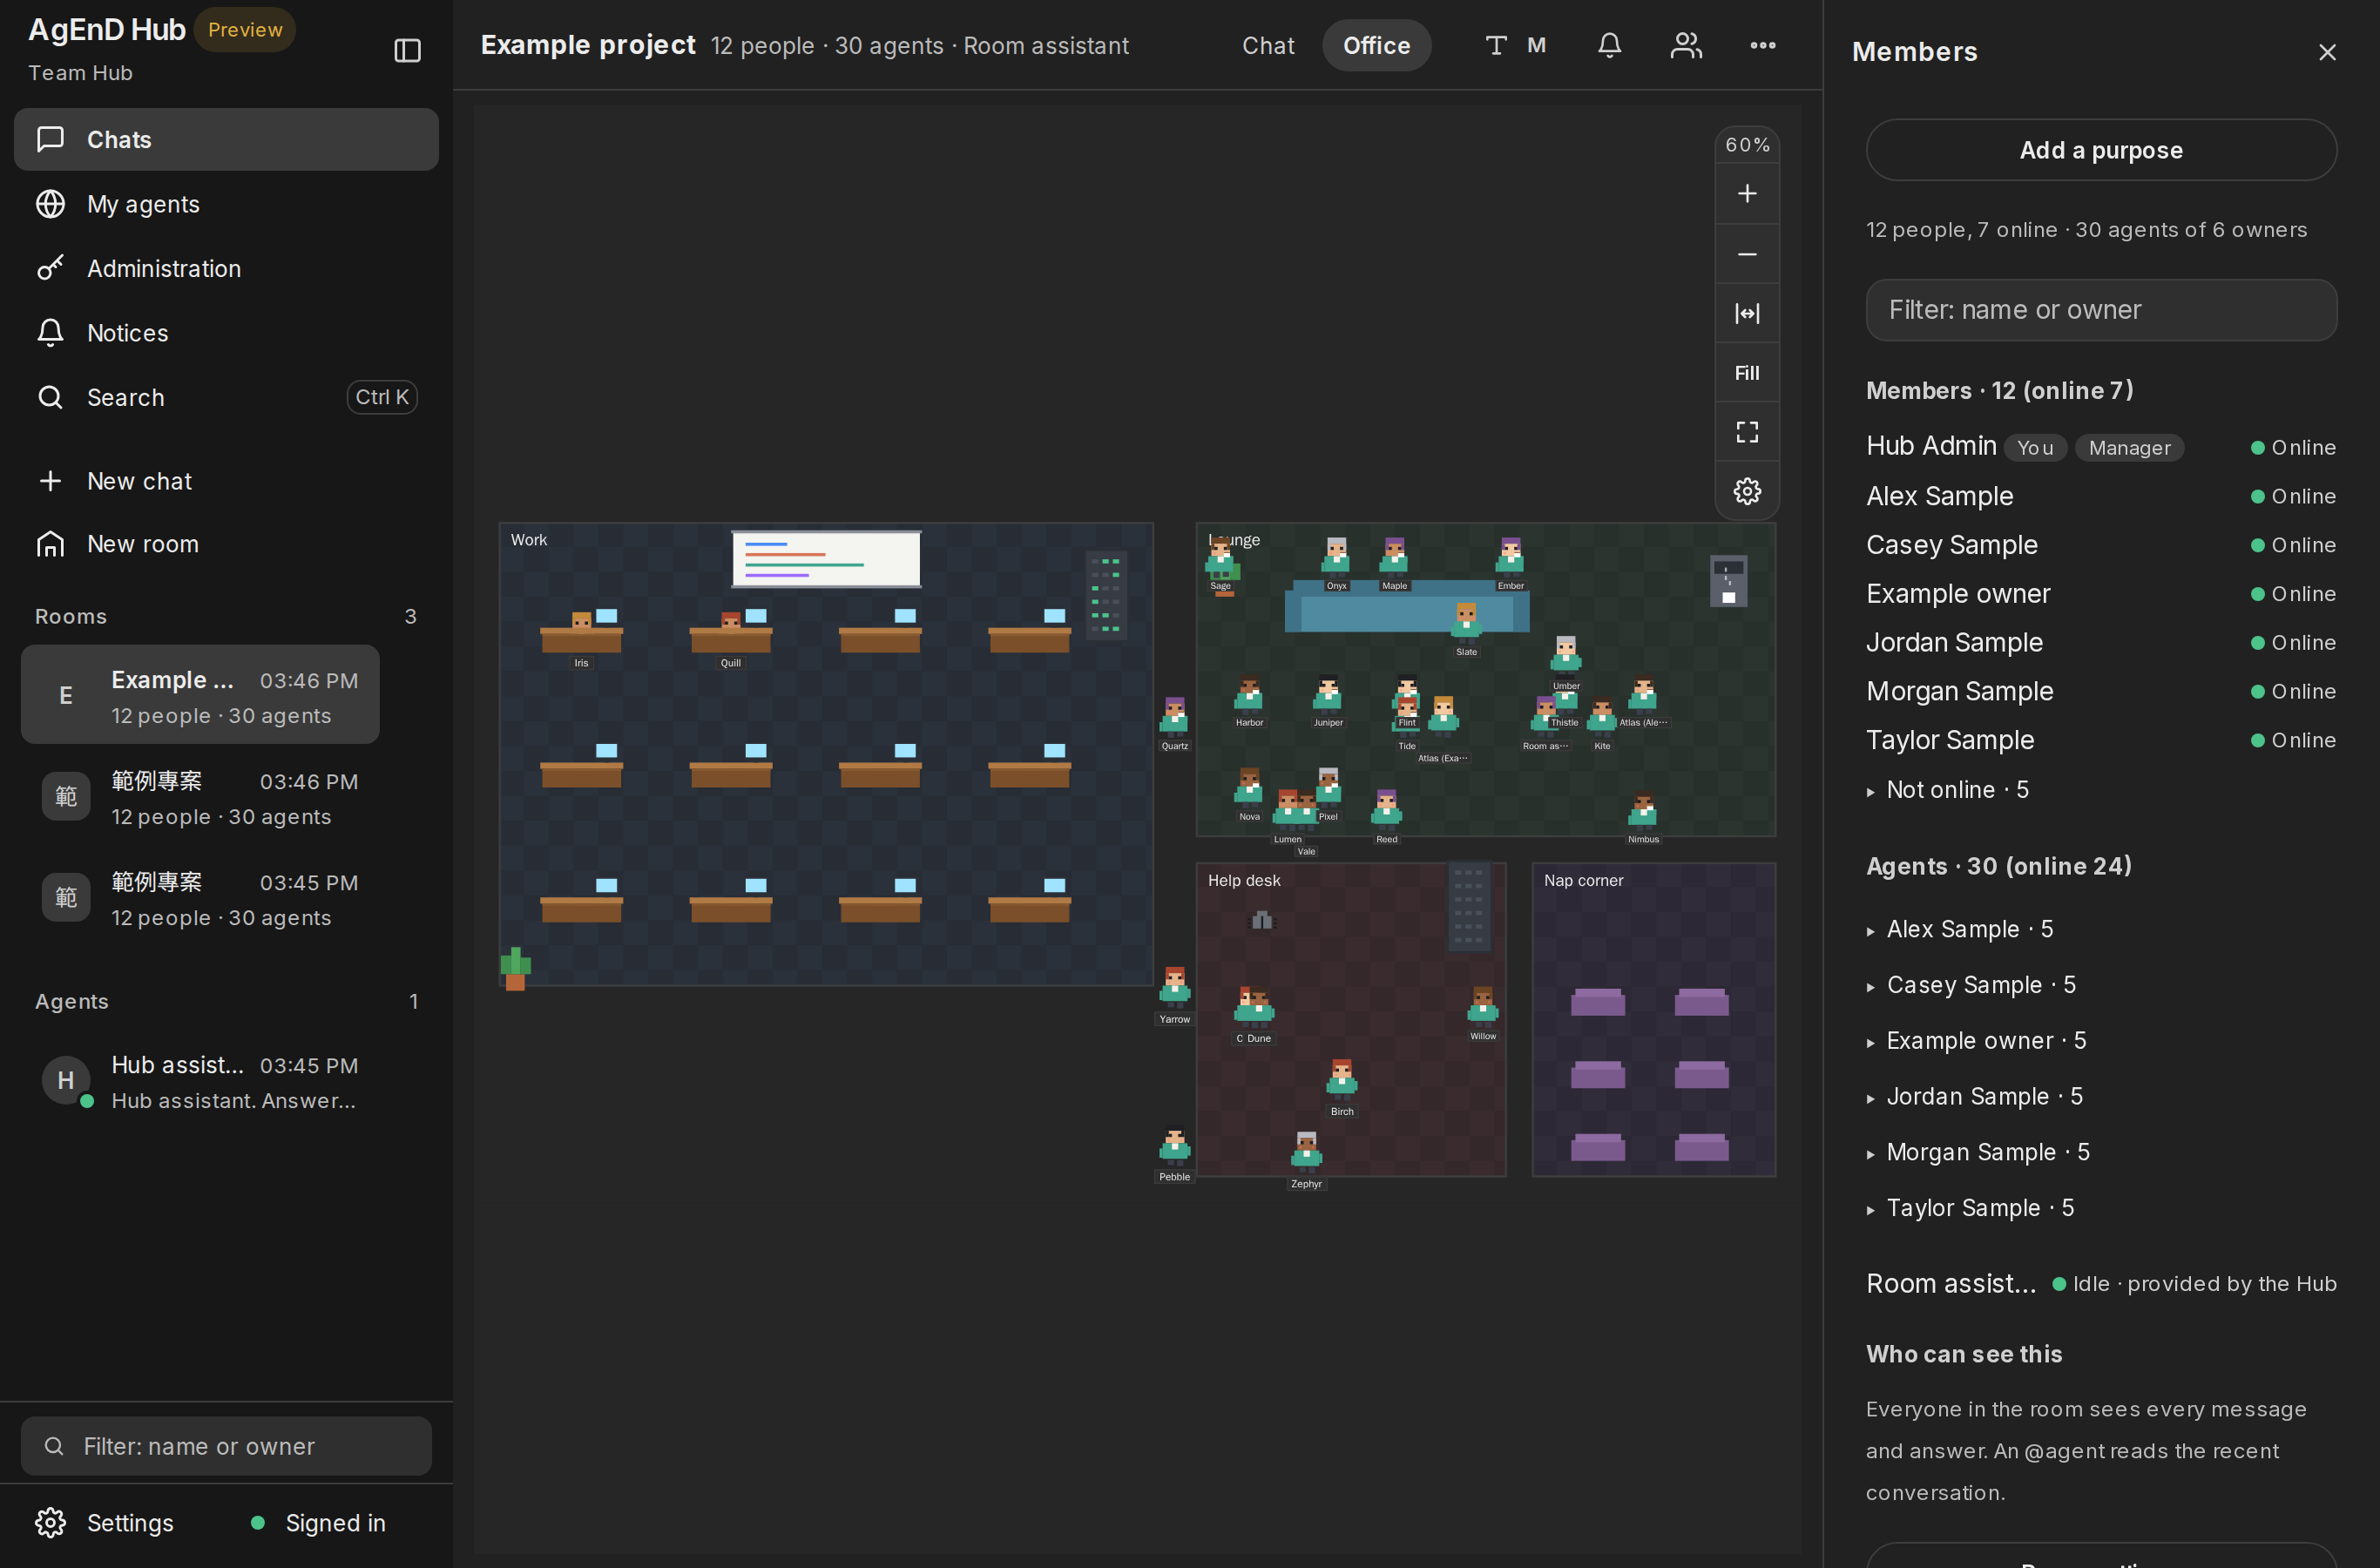 AgEnD Hub Preview
Team Hub
Chats
My agents
Administration
Notices
Search Ctrl K
New chat
New room
Rooms 3
E Example ... 03:46 PM
12 people · 30 agents
範 範例專案 03:46 PM
12 people · 30 agents
範 範例專案 03:45 PM
12 people · 30 agents
Agents 1
H Hub assist... 03:45 PM
Hub assistant. Answer...
Filter: name or owner
Settings Signed in
Example project 12 people · 30 agents · Room assistant
Chat Office T M
60%
Fill
Work
Iris
Quill
Lounge
Sage
Onyx
Maple
Ember
Slate
Umber
Quartz
Harbor
Juniper
Flint
Thistle
Atlas (Ale···
Tide
Room as···
Kite
Atlas (Exa···
Nova
Pixel
Lumen
Reed
Nimbus
Vale
Help desk
Nap corner
Yarrow
C Dune
Willow
Birch
Pebble
Zephyr
Members
Add a purpose
12 people, 7 online · 30 agents of 6 owners
Filter: name or owner
Members · 12 (online 7)
Hub Admin You Manager Online
Alex Sample Online
Casey Sample Online
Example owner Online
Jordan Sample Online
Morgan Sample Online
Taylor Sample Online
Not online · 5
Agents · 30 (online 24)
Alex Sample · 5
Casey Sample · 5
Example owner · 5
Jordan Sample · 5
Morgan Sample · 5
Taylor Sample · 5
Room assist... Idle · provided by the Hub
Who can see this
Everyone in the room sees every message
and answer. An @agent reads the recent
conversation.